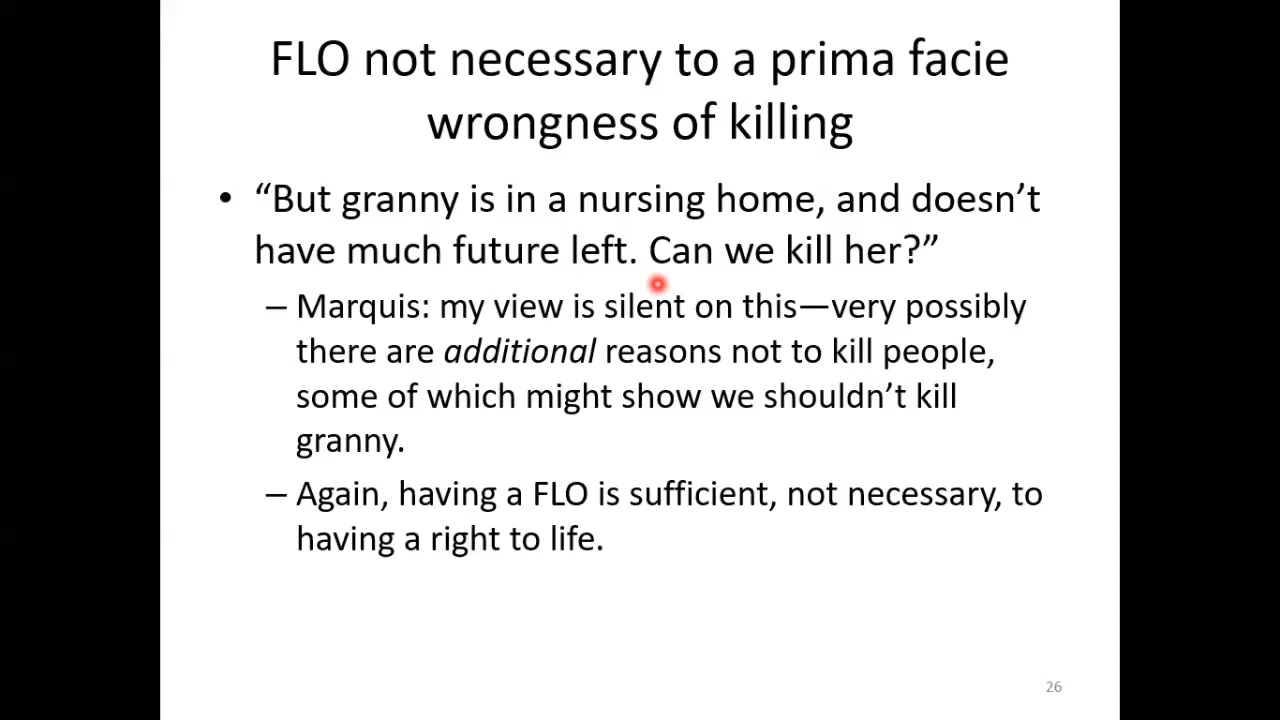 FLO not necessary to a prima facie
wrongness of killing
• “But granny is in a nursing home, and doesn’t
have much future left. Can we kill her?”
– Marquis: my view is silent on this—very possibly
there are additional reasons not to kill people,
some of which might show we shouldn’t kill
granny.
– Again, having a FLO is sufficient, not necessary, to
having a right to life.
26